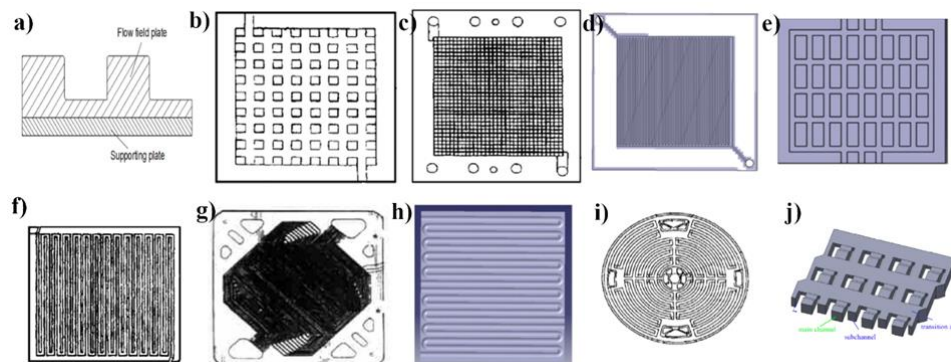 a)
Flow field plate
Supporting plate
b)
c)
d)
e)
f)
g)
h)
i)
j)
main channel
subchannel
transition